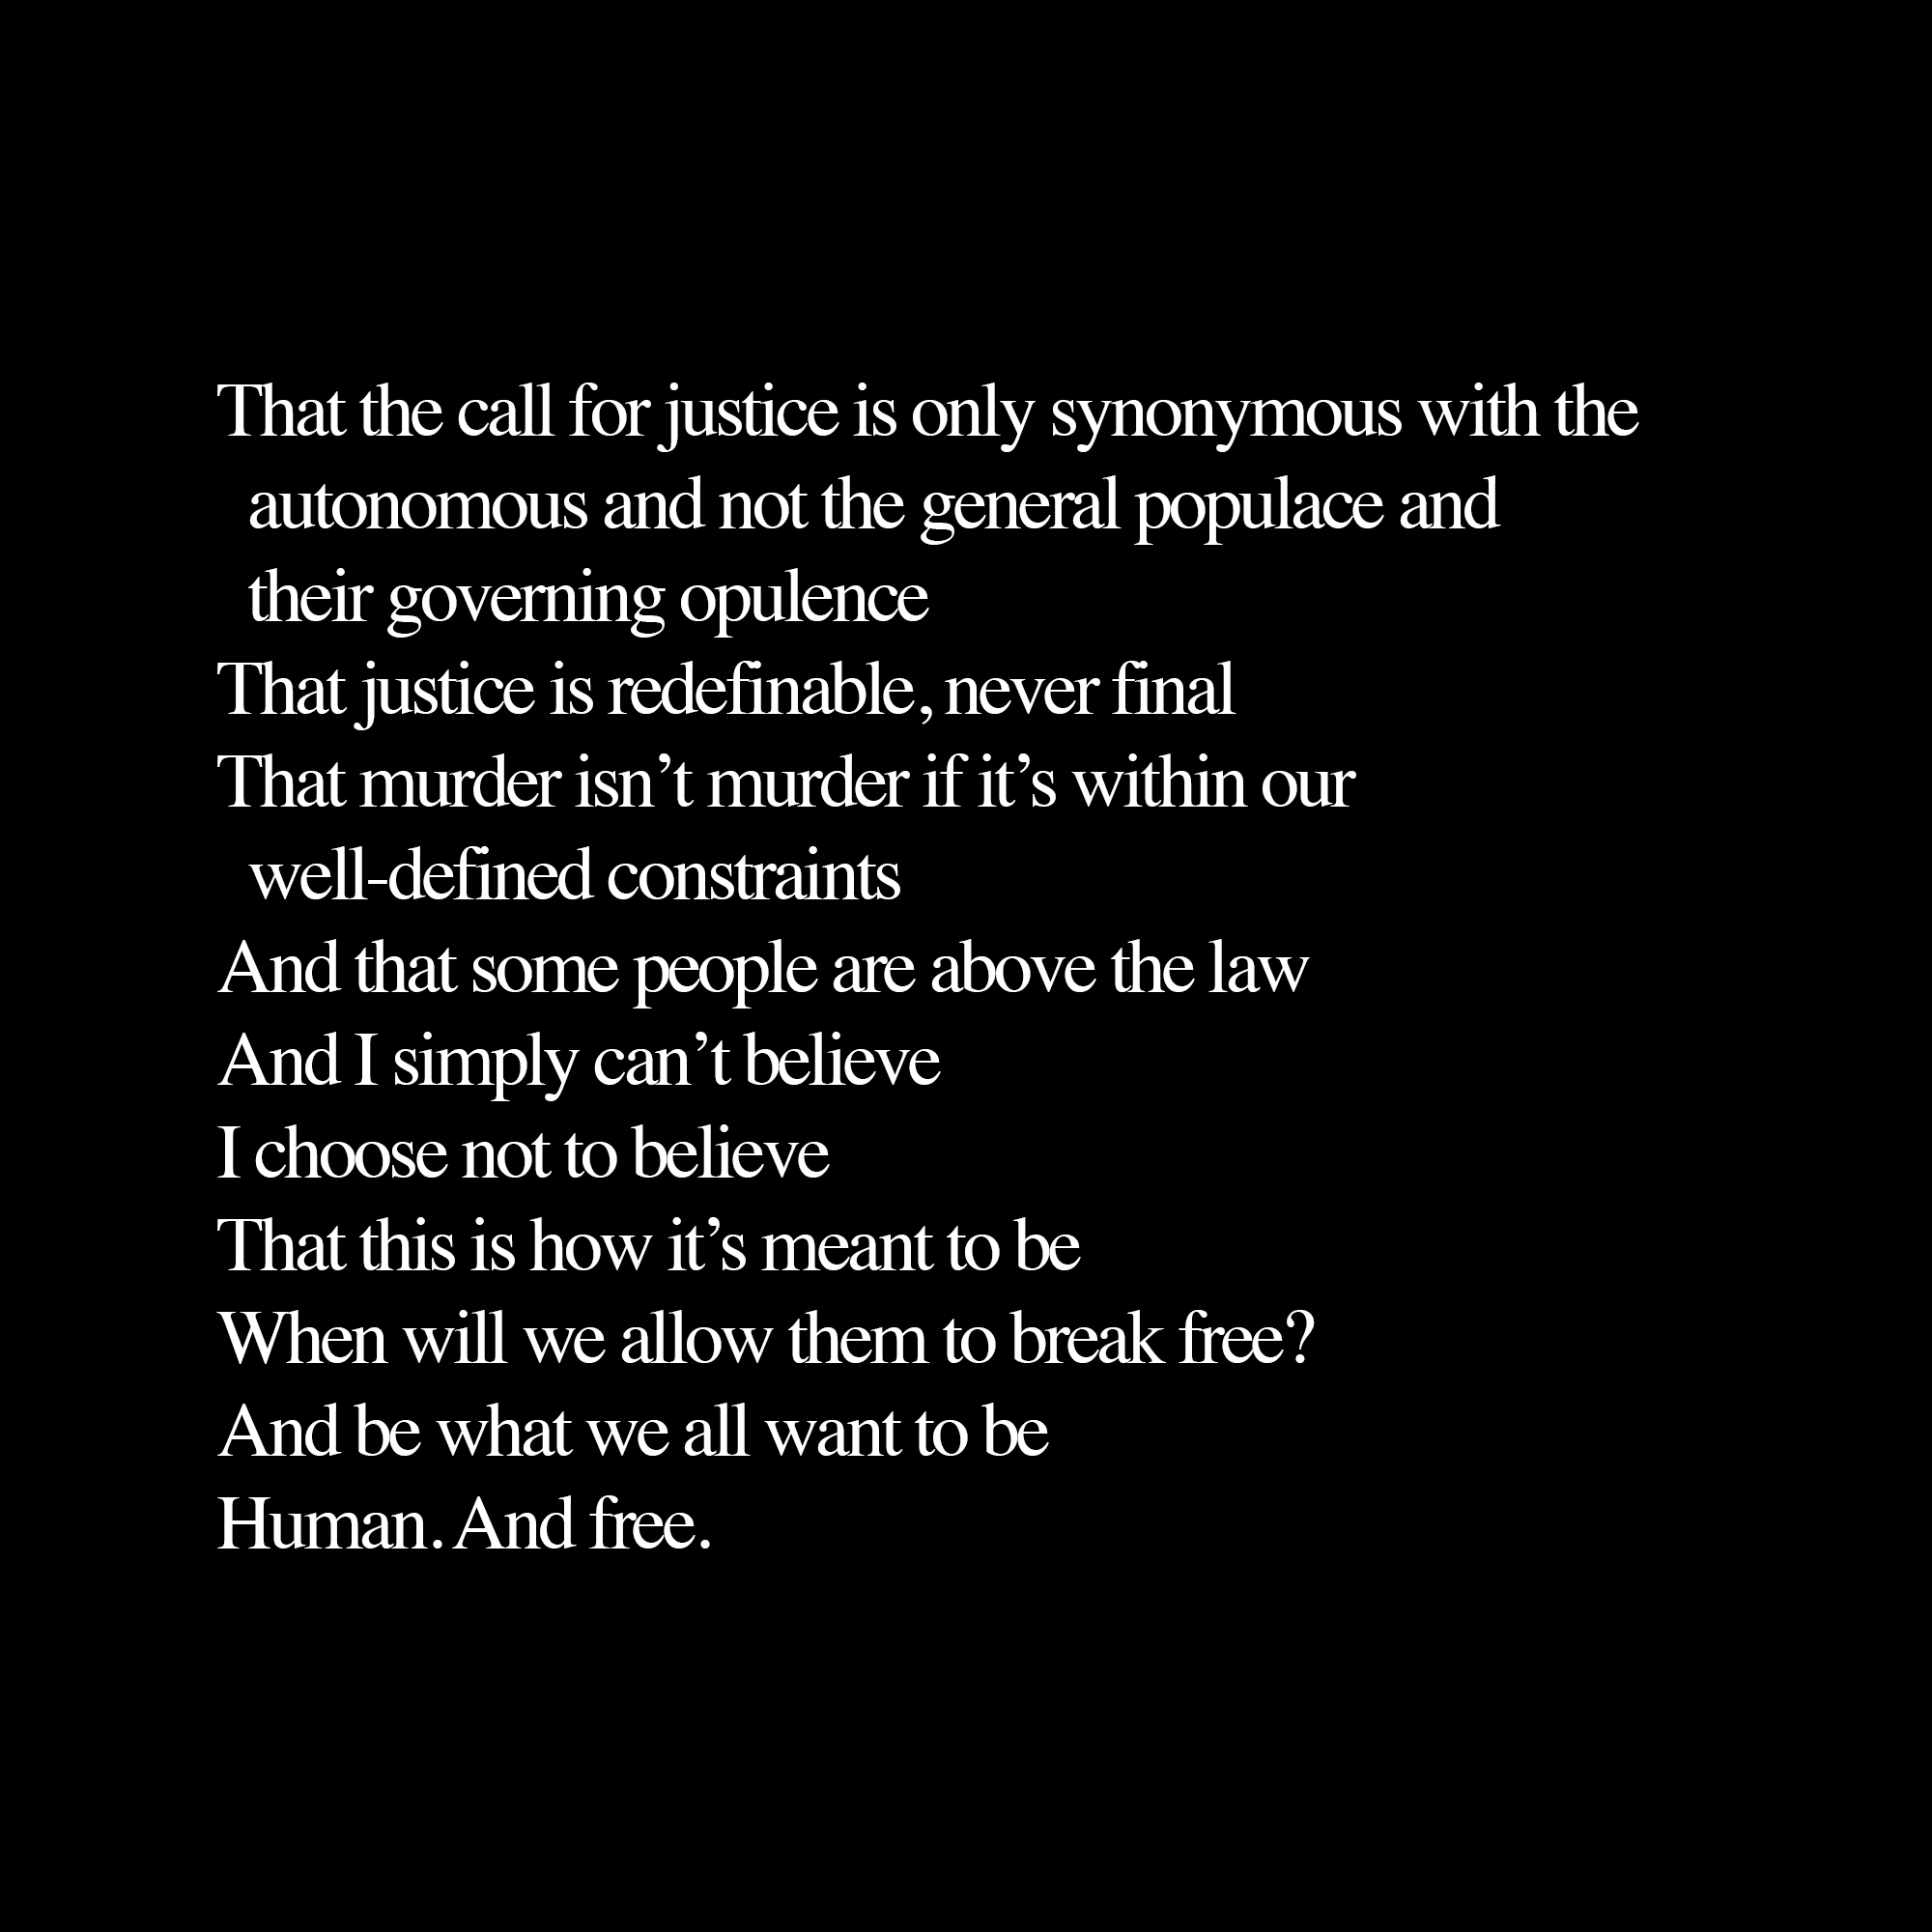 That the call for justice is only synonymous with the
autonomous and not the general populace and
their governing opulence
That justice is redefinable, never final
That murder isn’t murder if it’s within our
well-defined constraints
And that some people are above the law
And I simply can’t believe
I choose not to believe
That this is how it’s meant to be
When will we allow them to break free?
And be what we all want to be
Human. And free.